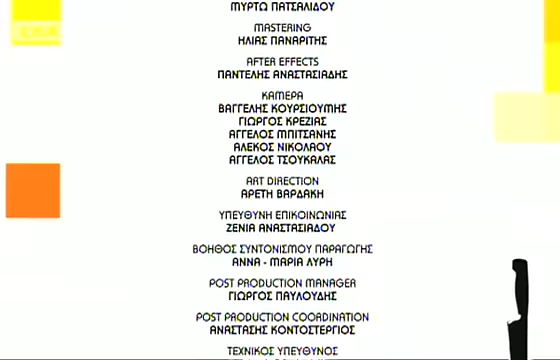 ΜΥΡΤΩ ΠΑΤΣΑΛΙΔΟΥ
MASTERING
ΗΛΙΑΣ ΠΑΝΑΡΙΤΗΣ
AFTER EFFECTS
ΠΑΝΤΕΛΗΣ ΑΝΑΣΤΑΣΙΑΔΗΣ
ΚΑΜΕΡΑ
ΒΑΓΓΕΛΗΣ ΚΟΥΡΣΙΟΥΜΗΣ
ΓΙΩΡΓΟΣ ΚΡΕΖΙΑΣ
ΑΓΓΕΛΟΣ ΜΠΙΤΣΑΝΗΣ
ΑΛΕΚΟΣ ΝΙΚΟΛΑΟΥ
ΑΓΓΕΛΟΣ ΤΣΟΥΚΑΛΑΣ
ART DIRECTION
ΑΡΕΤΗ ΒΑΡΔΑΚΗ
ΥΠΕΥΘΥΝΗ ΕΠΙΚΟΙΝΩΝΙΑΣ
ΖΕΝΙΑ ΑΝΑΣΤΑΣΙΑΔΟΥ
ΒΟΗΘΟΣ ΣΥΝΤΟΝΙΣΜΟΥ ΠΑΡΑΓΩΓΗΣ
ΑΝΝΑ - ΜΑΡΙΑ ΛΥΡΗ
POST PRODUCTION MANAGER
ΓΙΩΡΓΟΣ ΠΑΥΛΟΥΔΗΣ
POST PRODUCTION COORDINATION
ΑΝΑΣΤΑΣΗΣ ΚΟΝΤΟΣΤΕΡΓΙΟΣ
ΤΕΧΝΙΚΟΣ ΥΠΕΥΘΥΝΟΣ